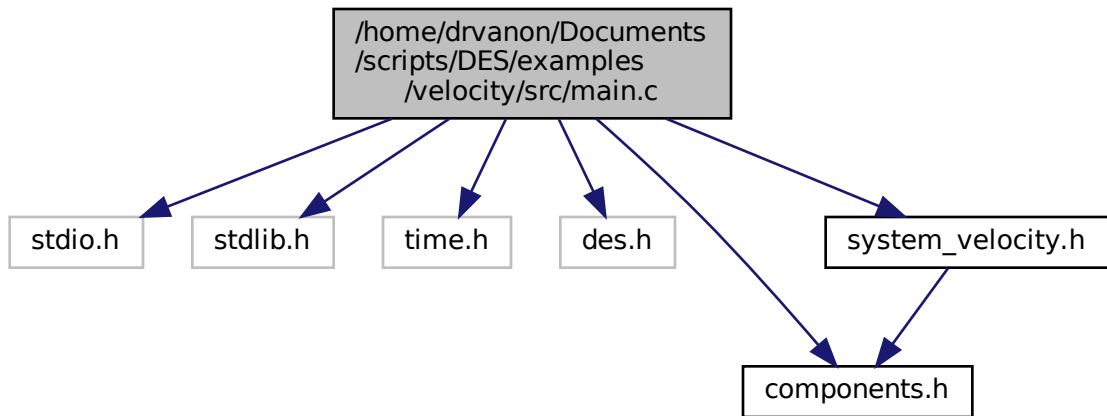 /home/drvanon/Documents
/scripts/DES/examples
/velocity/src/main.c
stdio.h
stdlib.h
time.h
des.h
system_velocity.h
components.h